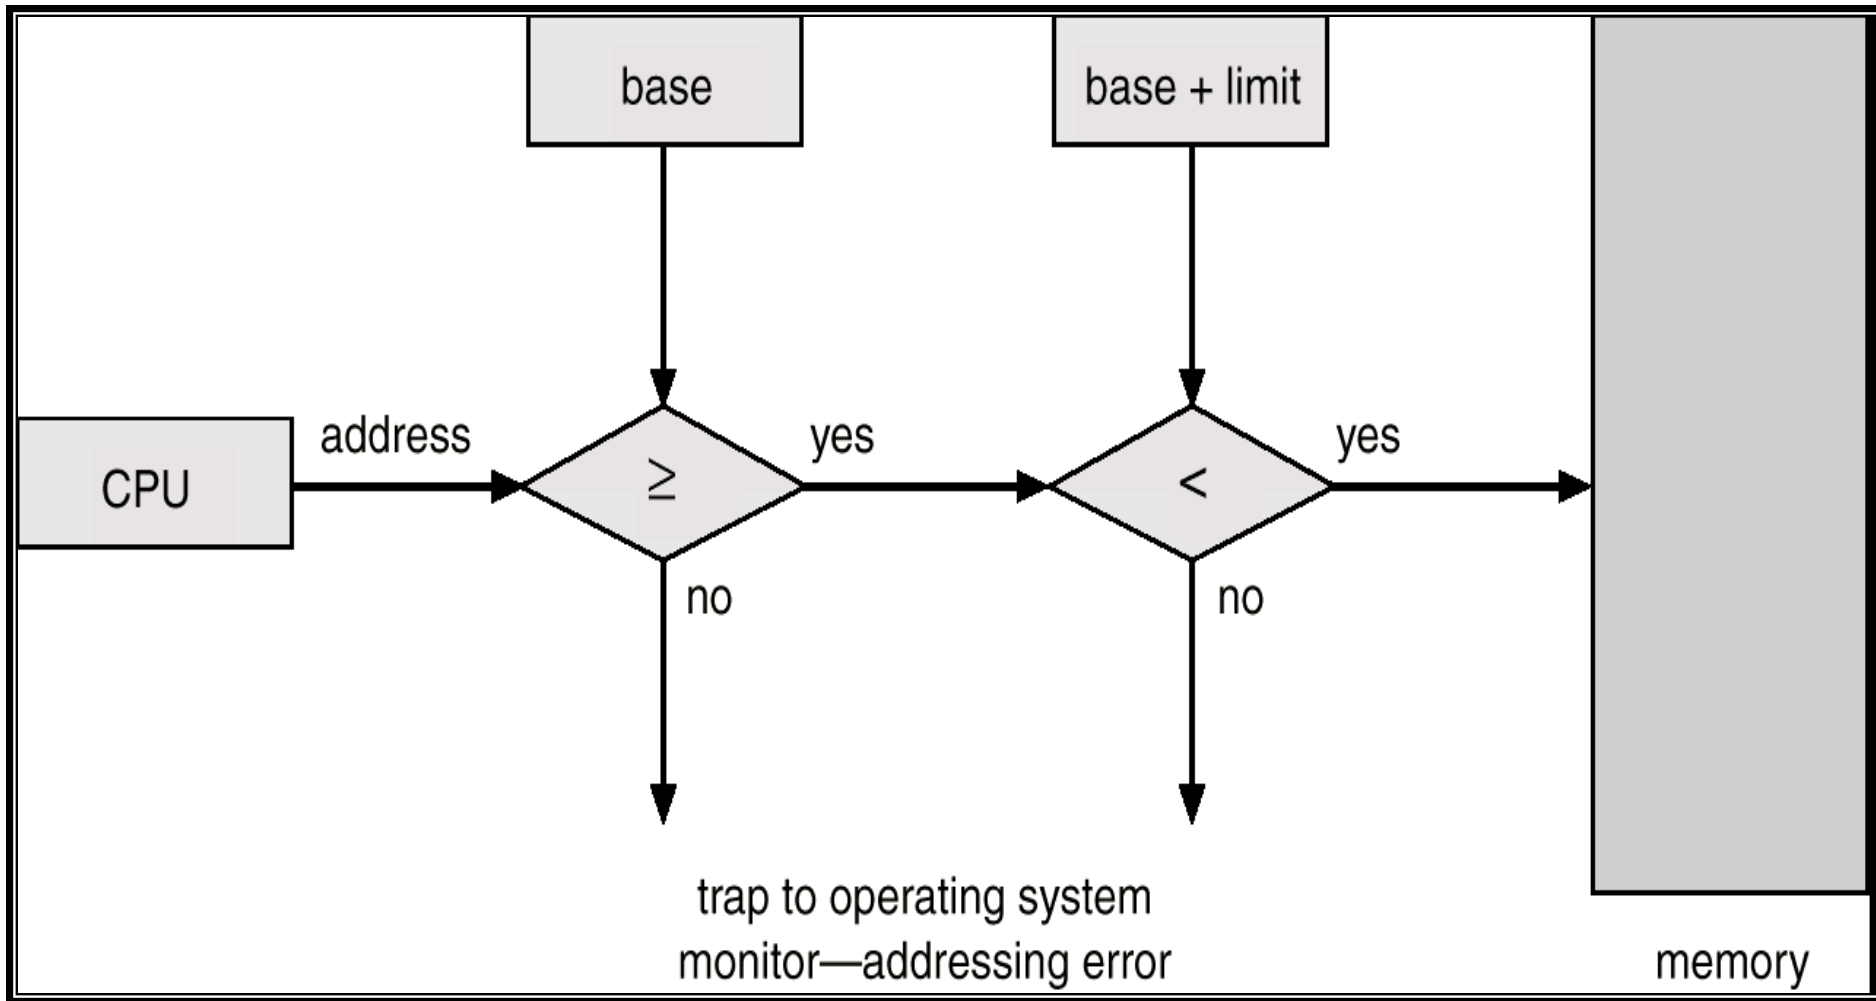 base
base + limit
CPU
address
≥
yes
<
yes
no
no
trap to operating system
monitor—addressing error
memory